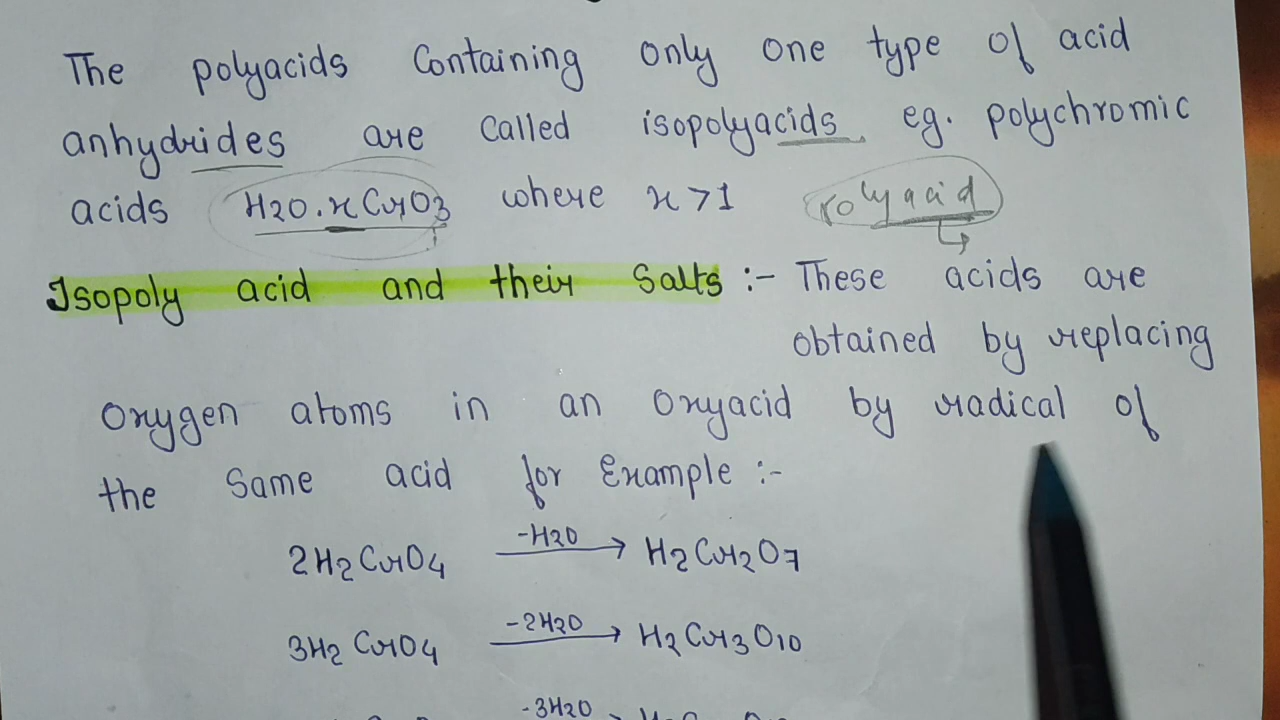 The polyacids Containing only one type of acid
anhydrides are Called isopolyacids eg. polychromic
acids H2O.xCrO3 where x>1 Polyacid
Isopoly acid and their Salts :- These acids are
obtained by replacing
Oxygen atoms in an Oxyacid by radical of
the Same acid for Example :-
2H2CrO4 -H2O → H2Cr2O7
3H2CrO4 -2H2O → H2Cr3O10
-3H2O